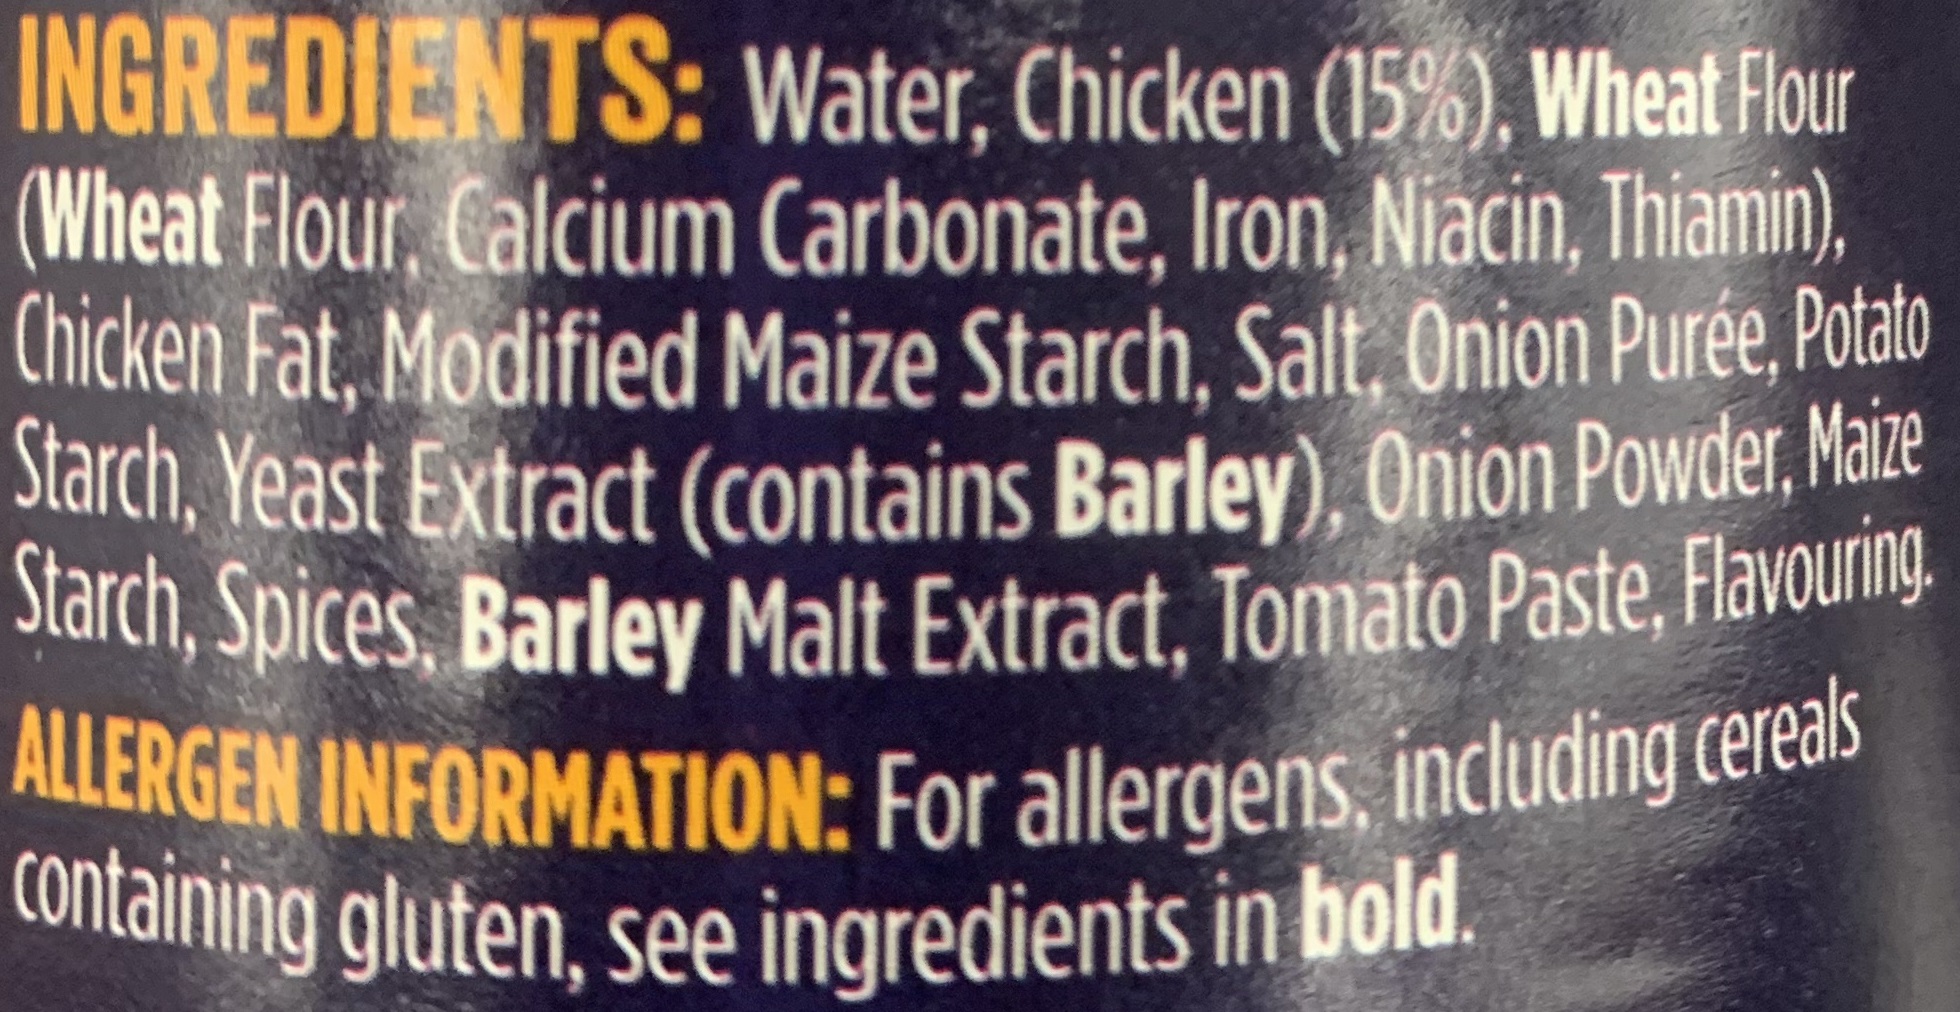 INGREDIENTS: Water, Chicken (15%), Wheat Flour
(Wheat Flour, Calcium Carbonate, Iron, Niacin, Thiamin),
Chicken Fat, Modified Maize Starch, Salt, Onion Purée, Potato
Starch, Yeast Extract (contains Barley), Onion Powder, Maize
Starch, Spices, Barley Malt Extract, Tomato Paste, Flavouring.
ALLERGEN INFORMATION: For allergens, including cereals
containing gluten, see ingredients in bold.